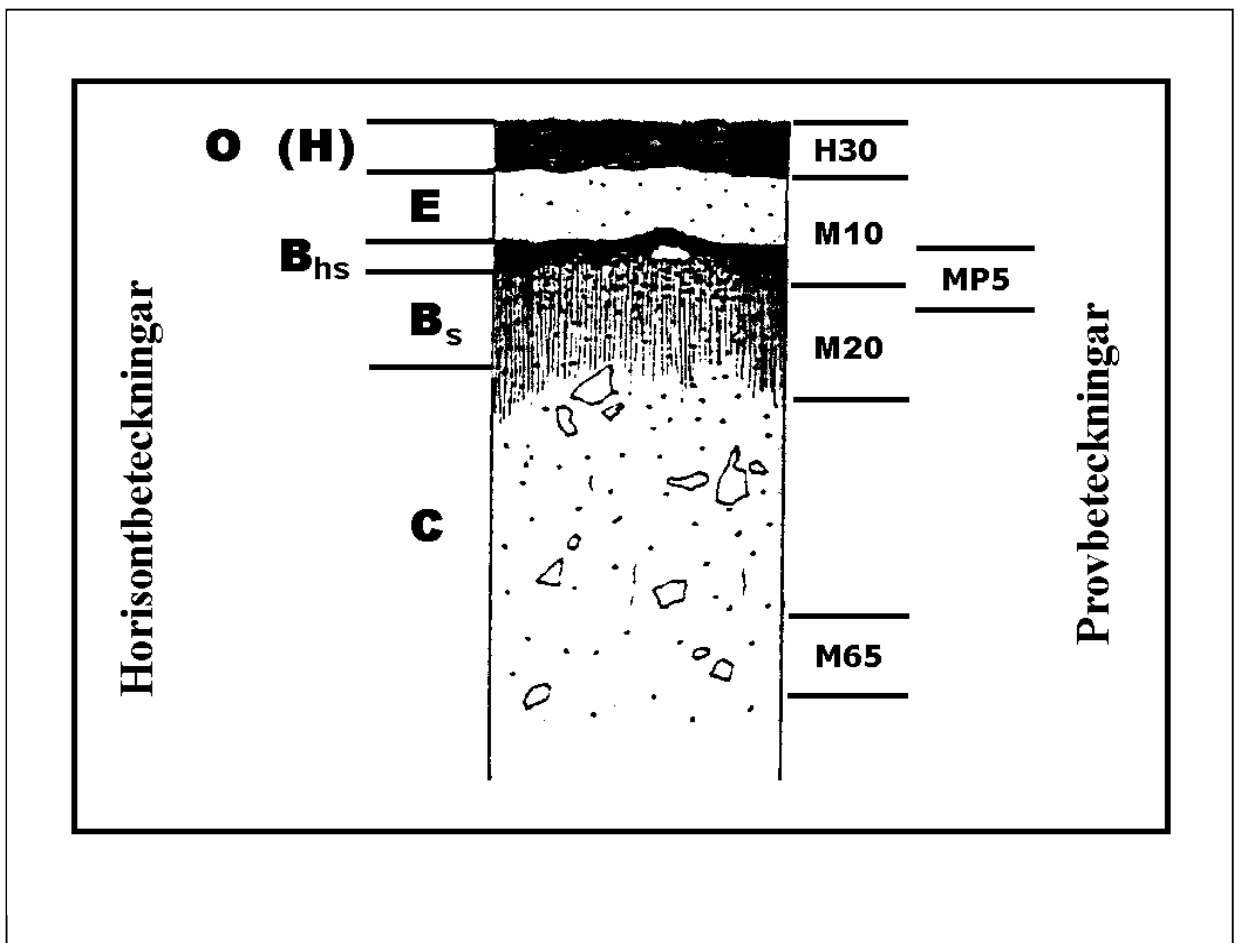 Horisontbeteckningar
O (H)
E
Bhs
Bs
C
H30
M10
MP5
M20
M65
Provbeteckningar